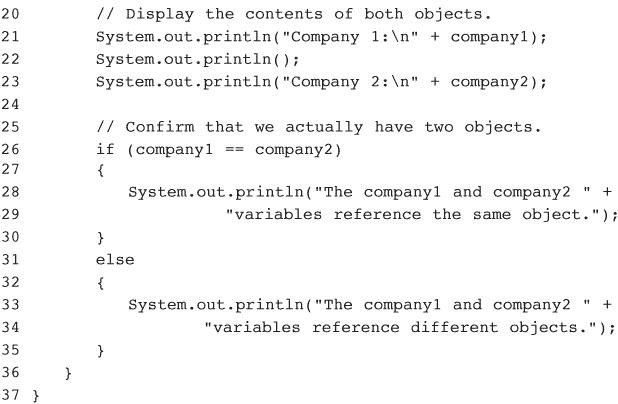 20 // Display the contents of both objects.
21 System.out.println("Company 1:\n" + company1);
22 System.out.println();
23 System.out.println("Company 2:\n" + company2);
24
25 // Confirm that we actually have two objects.
26 if (company1 == company2)
27 {
28 System.out.println("The company1 and company2 " +
29 "variables reference the same object.");
30 }
31 else
32 {
33 System.out.println("The company1 and company2 " +
34 "variables reference different objects.");
35 }
36 }
37 }